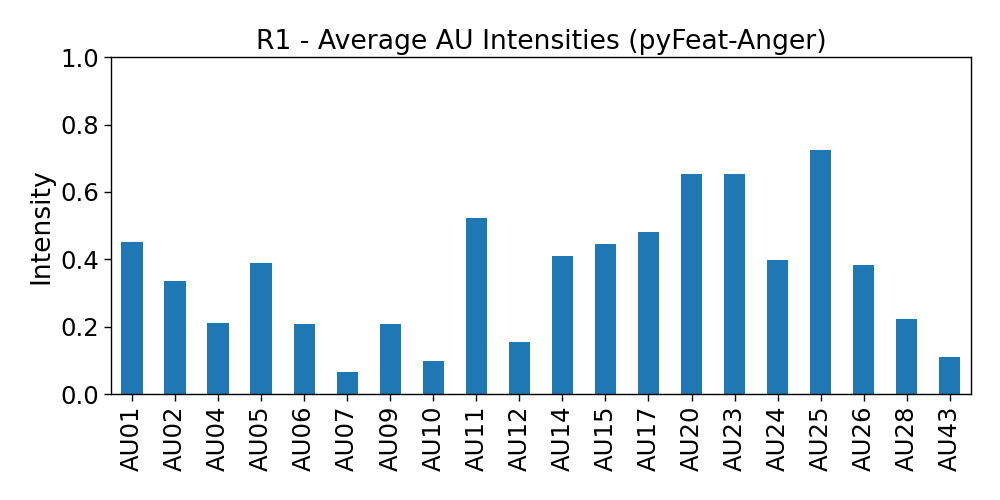 R1 - Average AU Intensities (pyFeat-Anger)
Intensity
1.0
0.8
0.6
0.4
0.2
0.0
AU01
AU02
AU04
AU05
AU06
AU07
AU09
AU10
AU11
AU12
AU14
AU15
AU17
AU20
AU23
AU24
AU25
AU26
AU28
AU43